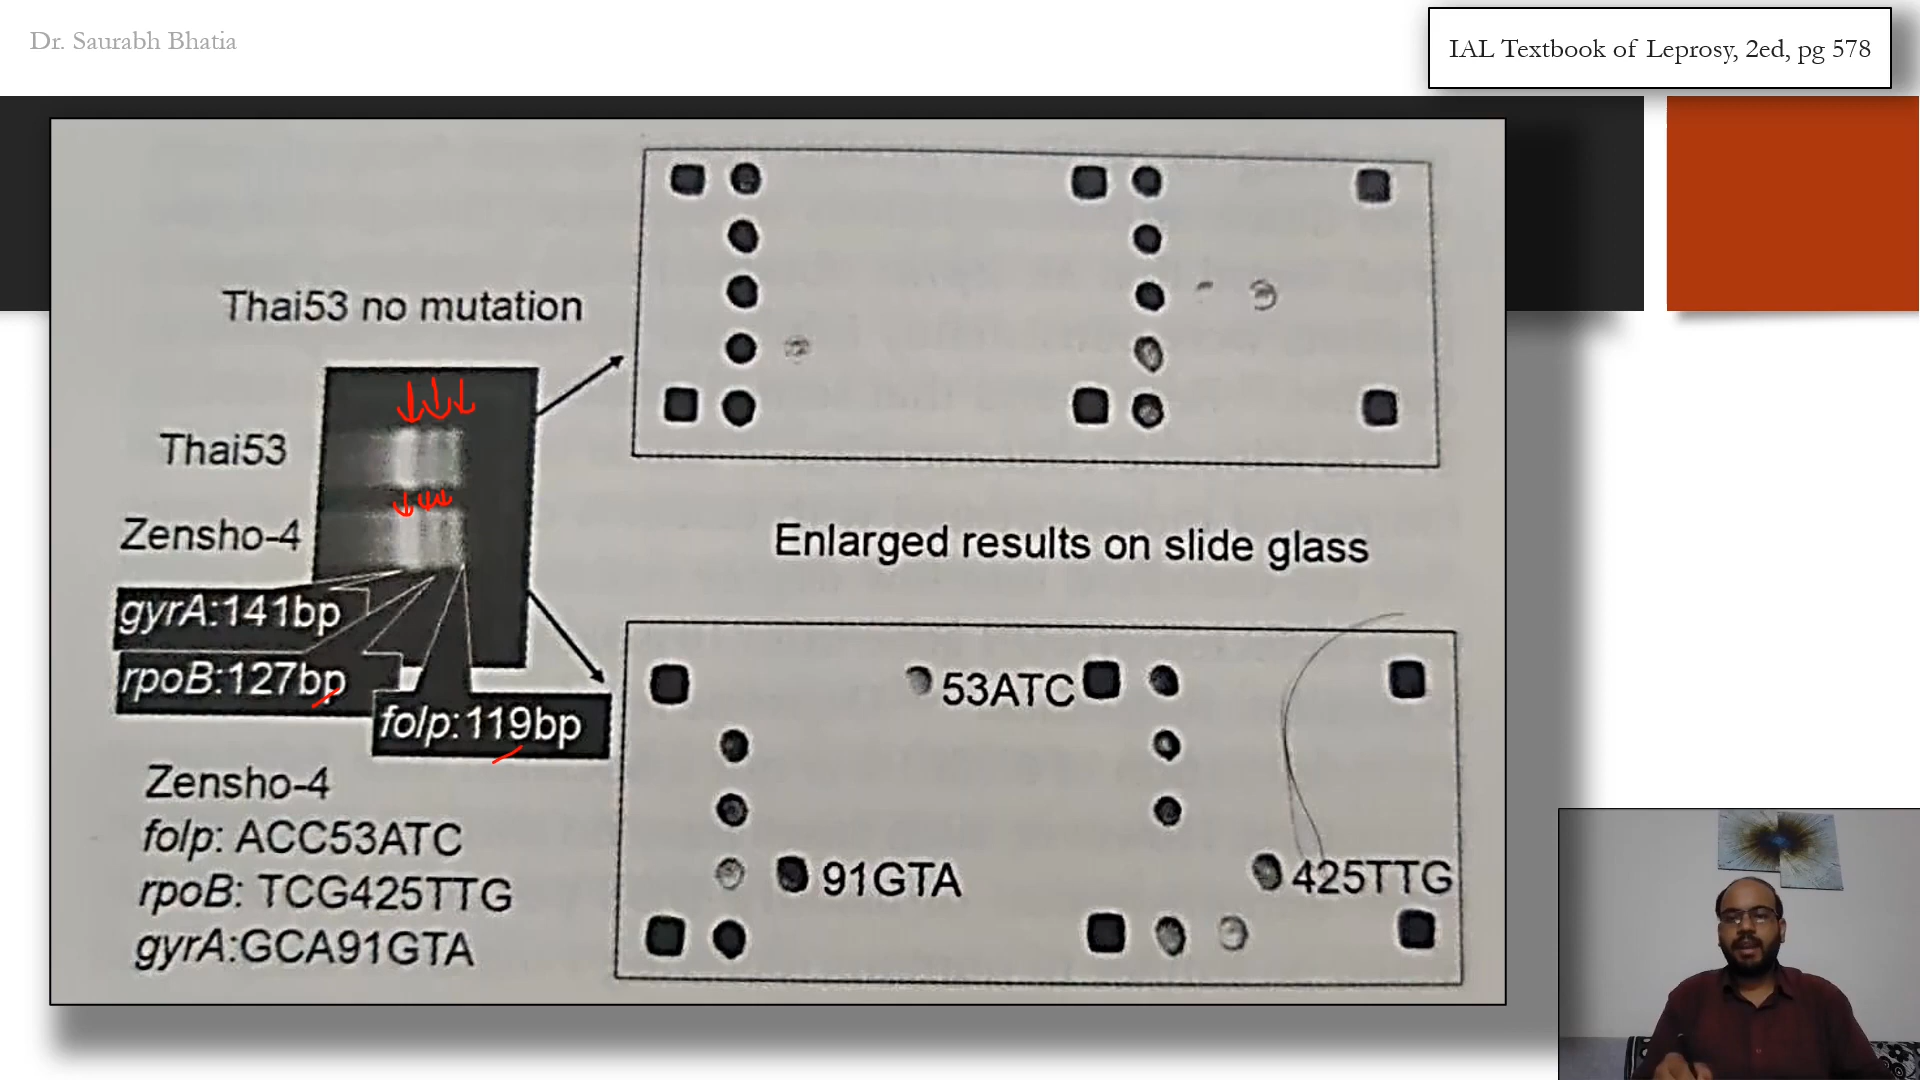 Dr. Saurabh Bhatia
IAL Textbook of Leprosy, 2ed, pg 578
Thai53 no mutation
Thai53
Zensho-4
gyrA:141bp
rpoB:127bp
folp:119bp
Zensho-4
folp: ACC53ATC
rpoB: TCG425TTG
gyrA:GCA91GTA
Enlarged results on slide glass
53ATC
91GTA
425TTG